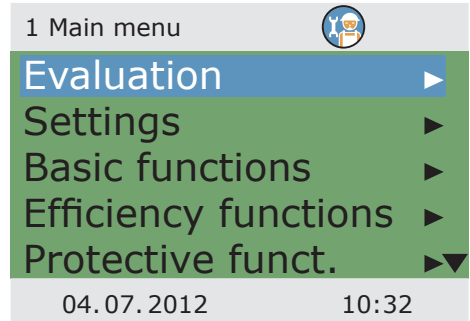 1 Main menu
Evaluation
Settings
Basic functions
Efficiency functions
Protective funct.
04.07.2012 10:32